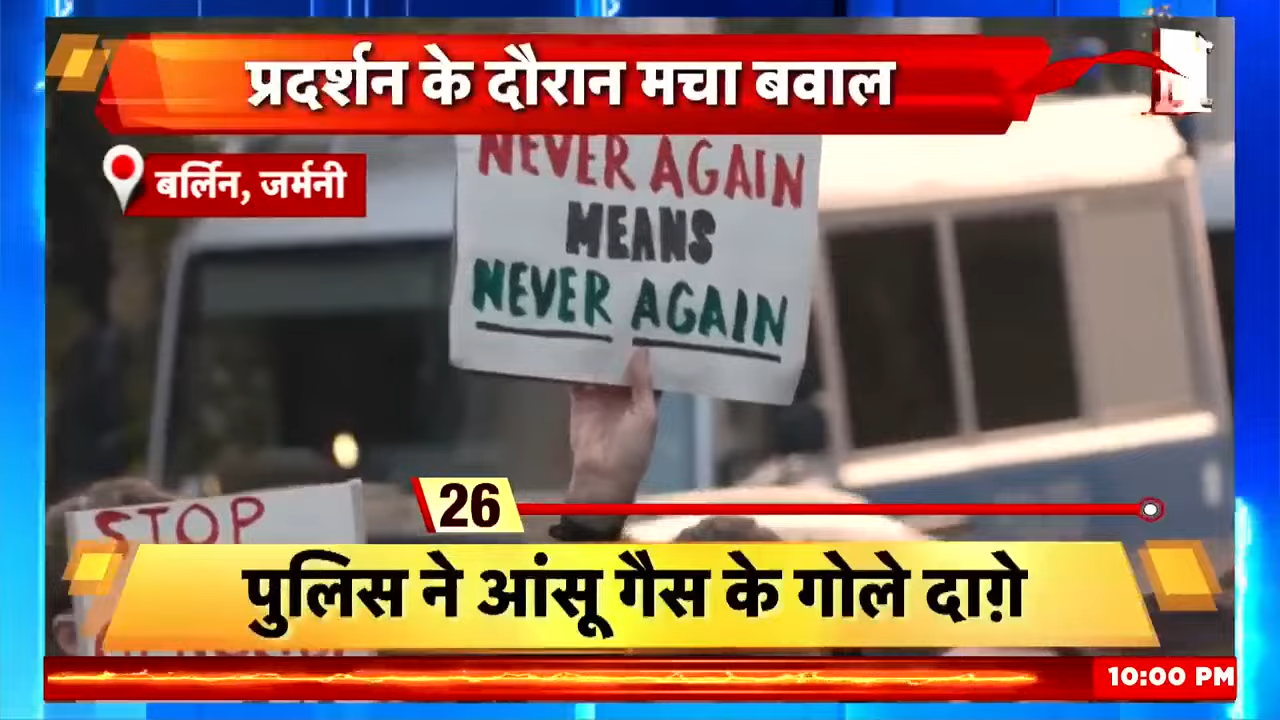 प्रदर्शन के दौरान मचा बवाल
बर्लिन, जर्मनी
NEVER AGAIN
MEANS
NEVER AGAIN
26
STOP
पुलिस ने आंसू गैस के गोले दाग़े
10:00 PM